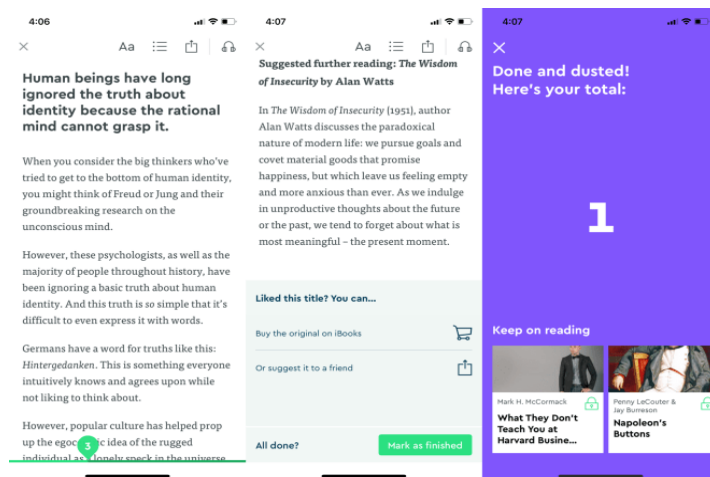 4:06
Aa
Human beings have long
ignored the truth about
identity because the rational
mind cannot grasp it.
When you consider the big thinkers who've
tried to get to the bottom of human identity,
you might think of Freud or Jung and their
groundbreaking research on the
unconscious mind.
However, these psychologists, as well as the
majority of people throughout history, have
been ignoring a basic truth about human
identity. And this truth is so simple that it's
difficult to even express it with words.
Germans have a word for truths like this:
Hintergedanken. This is something everyone
intuitively knows and agrees upon while
not liking to think about.
However, popular culture has helped prop
up the egoc ic idea of the rugged
3
individual as a lonely speck in the universe
4:07
Aa
Suggested further reading: The Wisdom
of Insecurity by Alan Watts
In The Wisdom of Insecurity (1951), author
Alan Watts discusses the paradoxical
nature of modern life: we pursue goals and
covet material goods that promise
happiness, but which leave us feeling empty
and more anxious than ever. As we indulge
in unproductive thoughts about the future
or the past, we tend to forget about what is
most meaningful – the present moment.
Liked this title? You can...
Buy the original on iBooks
Or suggest it to a friend
All done?
Mark as finished
4:07
Done and dusted!
Here's your total:
1
Keep on reading
Mark H. McCormack
What They Don't
Teach You at
Harvard Busine...
Penny LeCouter &
Jay Burreson
Napoleon's
Buttons